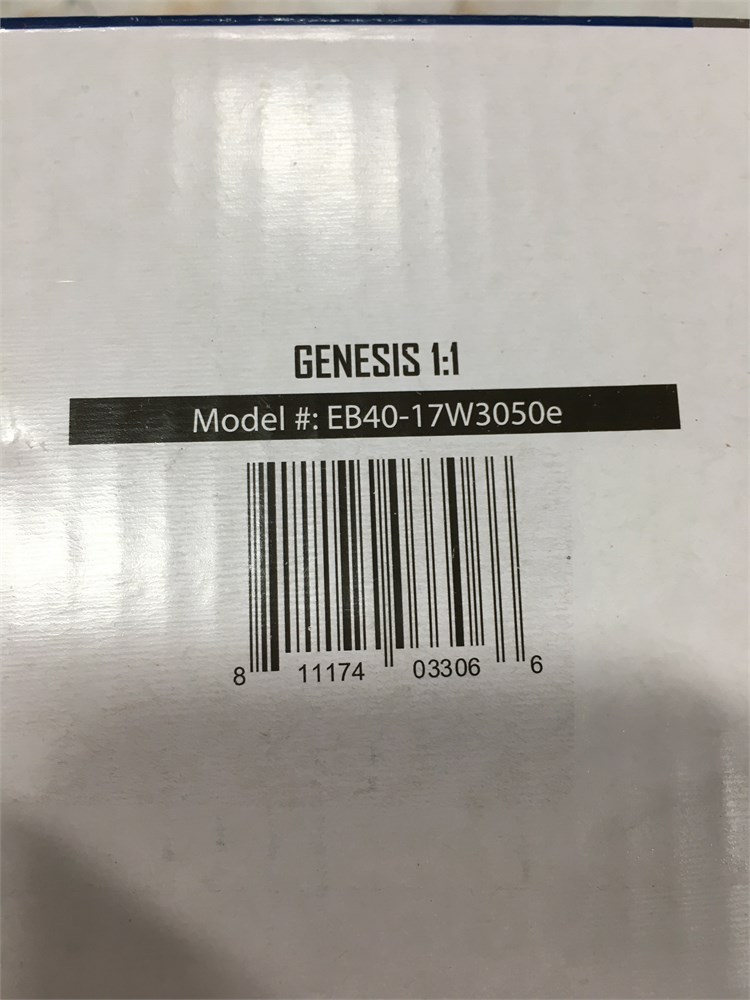 GENESIS 1:1
Model #: EB40-17W3050e
8 11174 03306 6